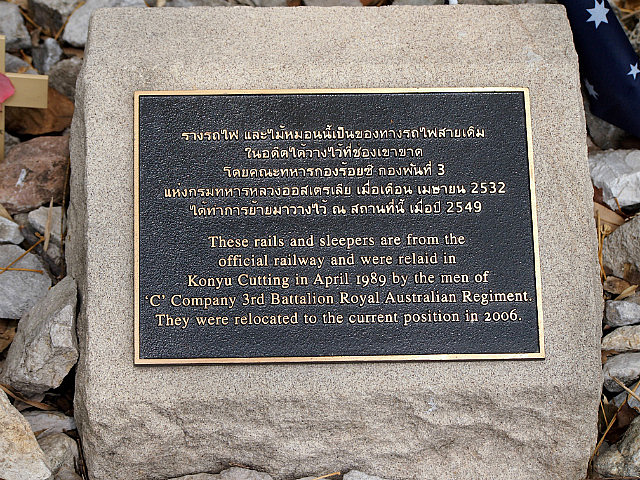 รางรถไฟ และไม้หมอนนี้เป็นของทางรถไฟสายเดิม
ในอดีตได้วางไว้ที่ช่องเขาขาด
โดยคณะทหารกองร้อยซี กองพันที่ 3
แห่งกรมทหารหลวงออสเตรเลีย เมื่อเดือน เมษายน 2532
ได้ทำการย้ายมาวางไว้ ณ สถานที่นี้ เมื่อปี 2549
These rails and sleepers are from the
official railway and were relaid in
Konyu Cutting in April 1989 by the men of
‘C’ Company 3rd Battalion Royal Australian Regiment.
They were relocated to the current position in 2006.